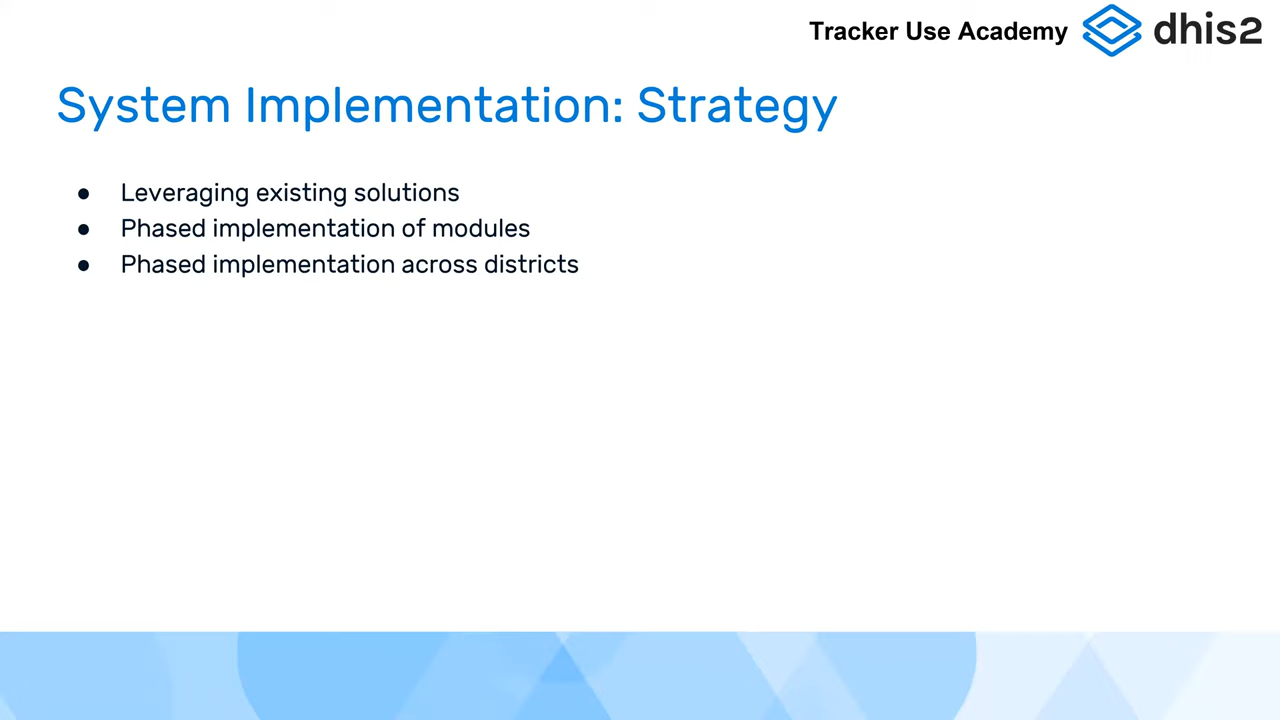 Tracker Use Academy dhis2
System Implementation: Strategy
● Leveraging existing solutions
● Phased implementation of modules
● Phased implementation across districts